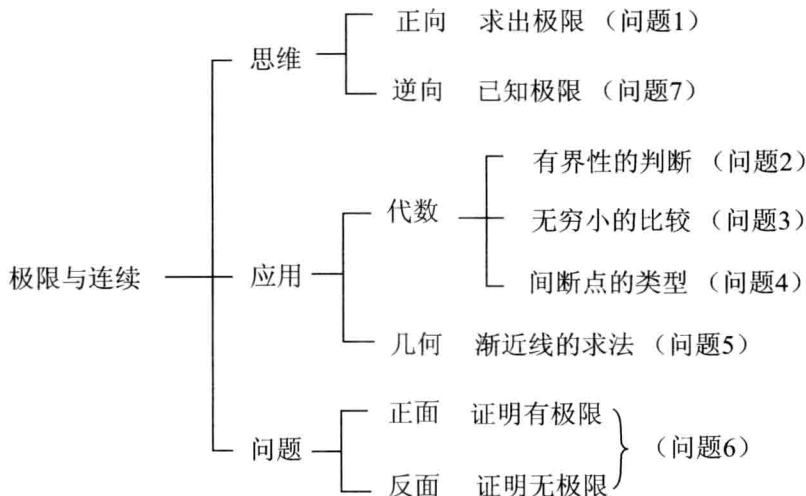 正向 求出极限（问题1）
思维
逆向 已知极限（问题7）
有界性的判断（问题2）
代数
无穷小的比较（问题3）
极限与连续
应用
间断点的类型（问题4）
几何 渐近线的求法（问题5）
正面 证明有极限
问题
（问题6）
反面 证明无极限